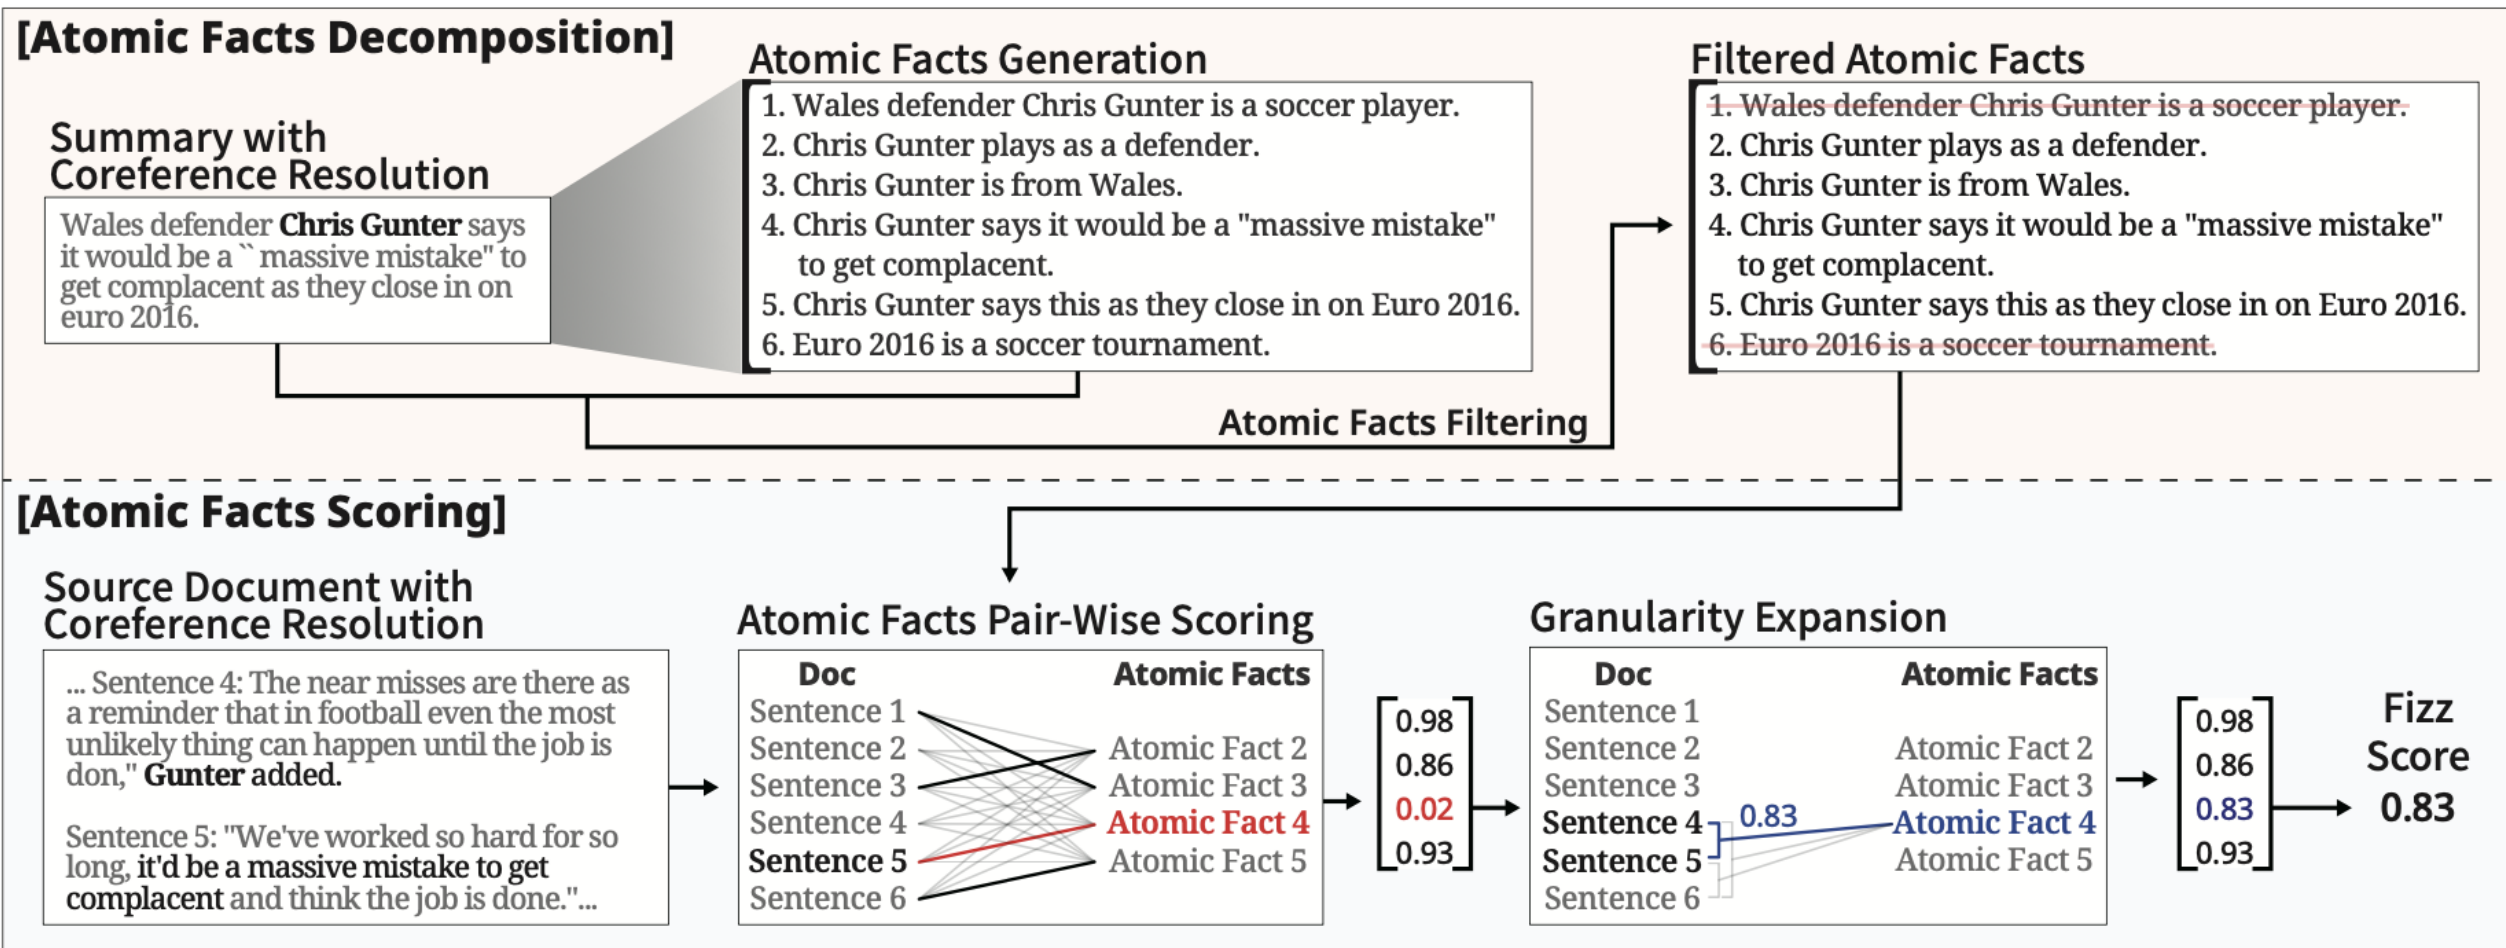 [Atomic Facts Decomposition]
Summary with
Coreference Resolution
Wales defender Chris Gunter says
it would be a `` massive mistake" to
get complacent as they close in on
euro 2016.
Atomic Facts Generation
1. Wales defender Chris Gunter is a soccer player.
2. Chris Gunter plays as a defender.
3. Chris Gunter is from Wales.
4. Chris Gunter says it would be a "massive mistake"
to get complacent.
5. Chris Gunter says this as they close in on Euro 2016.
6. Euro 2016 is a soccer tournament.
Filtered Atomic Facts
1. Wales defender Chris Gunter is a soccer player.
2. Chris Gunter plays as a defender.
3. Chris Gunter is from Wales.
4. Chris Gunter says it would be a "massive mistake"
to get complacent.
5. Chris Gunter says this as they close in on Euro 2016.
6. Euro 2016 is a soccer tournament.
Atomic Facts Filtering
[Atomic Facts Scoring]
Source Document with
Coreference Resolution
... Sentence 4: The near misses are there as
a reminder that in football even the most
unlikely thing can happen until the job is
don," Gunter added.
Sentence 5: "We've worked so hard for so
long, it'd be a massive mistake to get
complacent and think the job is done."...
Atomic Facts Pair-Wise Scoring
Doc
Sentence 1
Sentence 2
Sentence 3
Sentence 4
Sentence 5
Sentence 6
Atomic Facts
Atomic Fact 2
Atomic Fact 3
Atomic Fact 4
Atomic Fact 5
0.98
0.86
0.02
0.93
Granularity Expansion
Doc
Sentence 1
Sentence 2
Sentence 3
Sentence 4
Sentence 5
Sentence 6
0.83
Atomic Facts
Atomic Fact 2
Atomic Fact 3
Atomic Fact 4
Atomic Fact 5
0.98
0.86
0.83
0.93
Fizz
Score
0.83